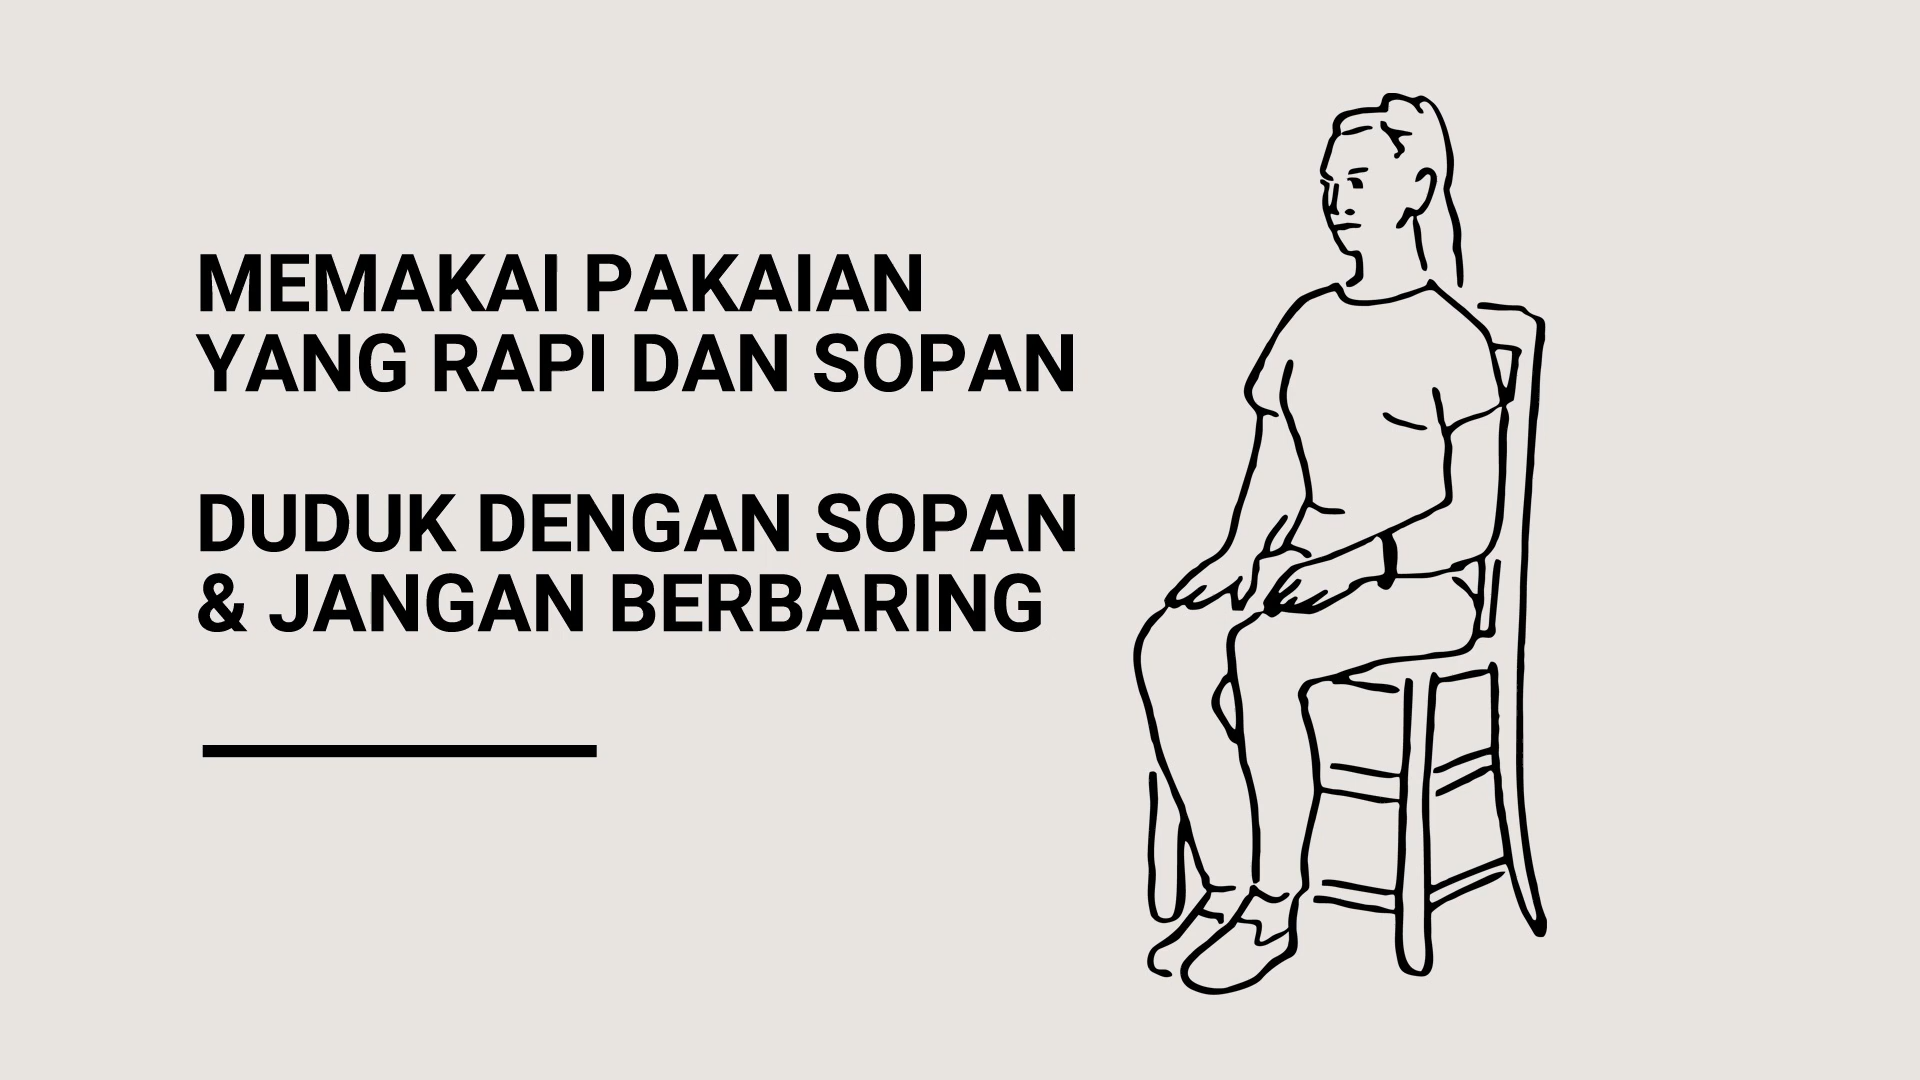 MEMAKAI PAKAIAN
YANG RAPI DAN SOPAN
DUDUK DENGAN SOPAN
& JANGAN BERBARING